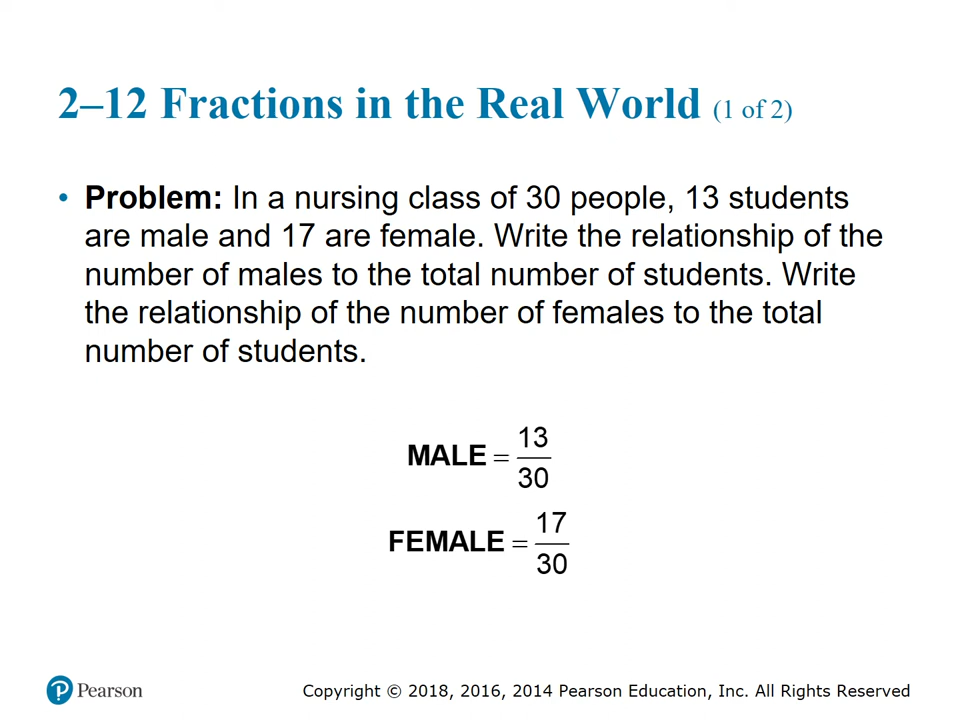 2–12 Fractions in the Real World (1 of 2)
• Problem: In a nursing class of 30 people, 13 students
are male and 17 are female. Write the relationship of the
number of males to the total number of students. Write
the relationship of the number of females to the total
number of students.
MALE = 13/30
FEMALE = 17/30
Pearson
Copyright © 2018, 2016, 2014 Pearson Education, Inc. All Rights Reserved